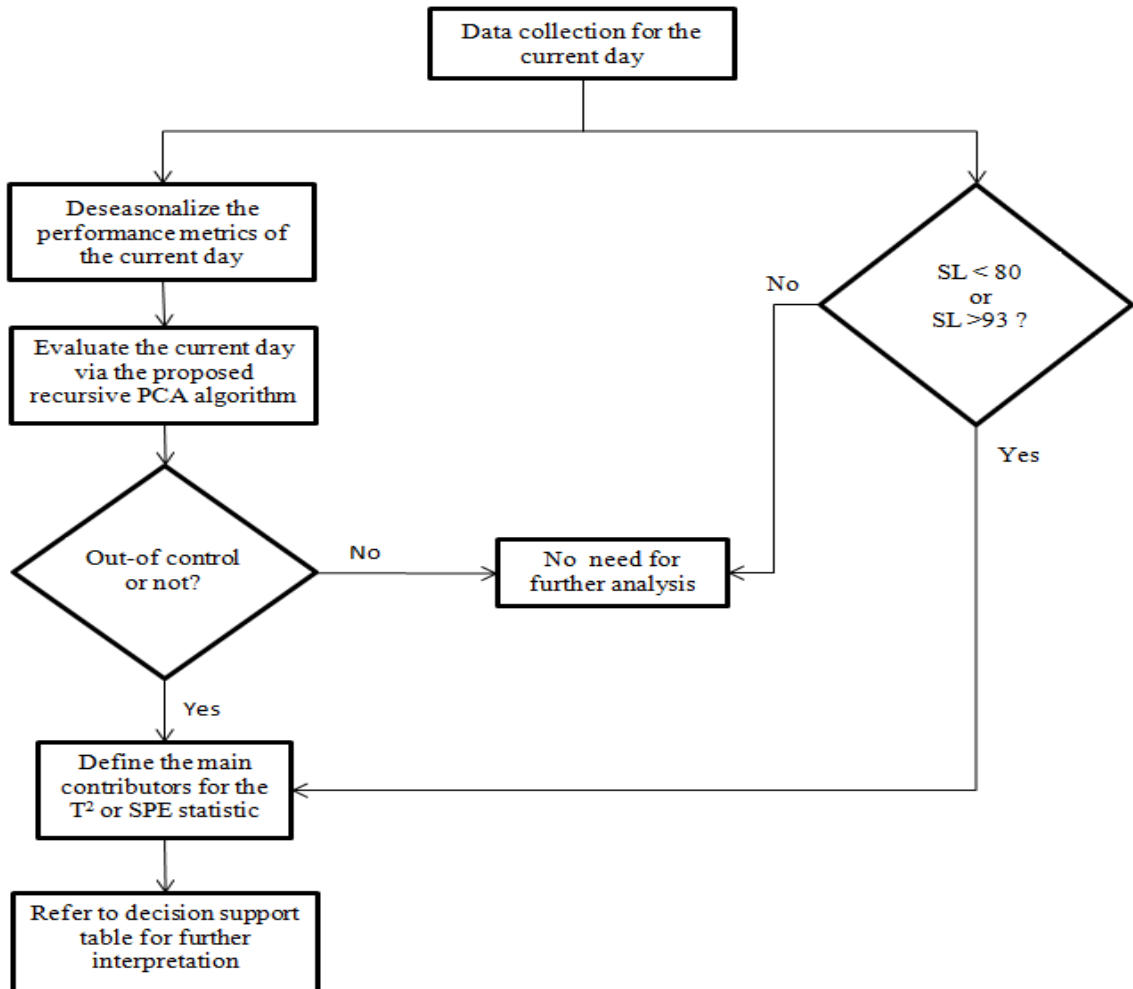 Data collection for the
current day
Deseasonalize the
performance metrics of
the current day
SL < 80
or
SL >93 ?
No
Evaluate the current day
via the proposed
recursive PCA algorithm
Yes
Out-of control
or not?
No
No need for
further analysis
Yes
Define the main
contributors for the
T² or SPE statistic
Refer to decision support
table for further
interpretation